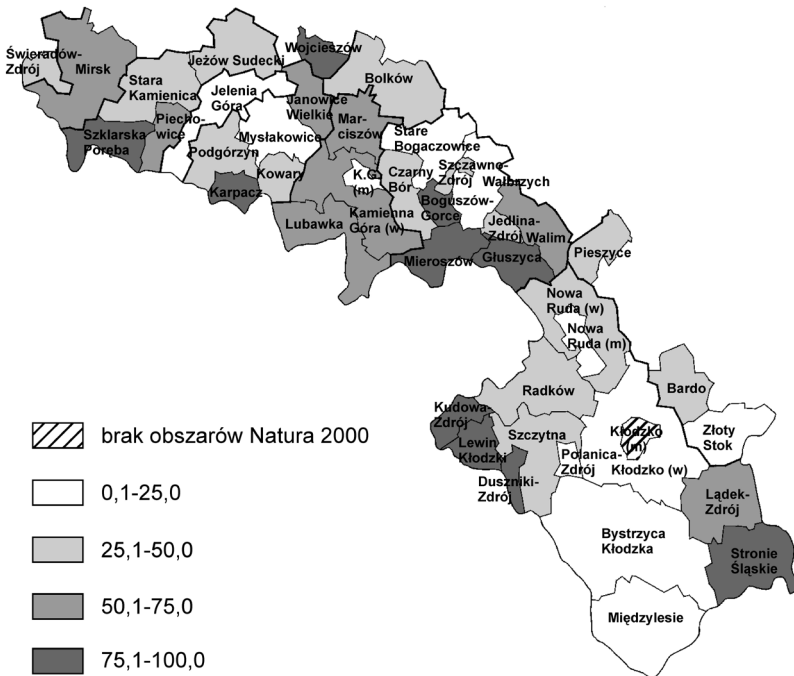 Świeradów-
Zdrój
Mirsk
Stara
Kamienica
Jeżów Sudecki
Wojcieszów
Bolków
Jelenia
Góra
Janowice
Wielkie
Mar-
ciszów
Piecho-
wice
Szklarska
Poręba
Mysłakowice
Podgórzyn
Kowary
Karpacz
Stare
Bogaczowice
Szczawno-
Zdrój
Wałbrzych
K.G.
(m)
Czarny
Bór
Boguszów-
Gorce
Lubawka
Kamienna
Góra (w)
Jedlina-
Zdrój
Walim
Mieroszów
Głuszyca
Pieszyce
Nowa
Ruda (w)
Nowa
Ruda (m)
Radków
Bardo
Kudowa-
Zdrój
Lewin
Kłodzki
Szczytna
Duszniki-
Zdrój
Polanica-
Zdrój
Kłodzko
(m)
Kłodzko (w)
Złoty
Stok
Lądek-
Zdrój
Bystrzyca
Kłodzka
Stronie
Śląskie
Międzylesie
brak obszarów Natura 2000
0,1-25,0
25,1-50,0
50,1-75,0
75,1-100,0